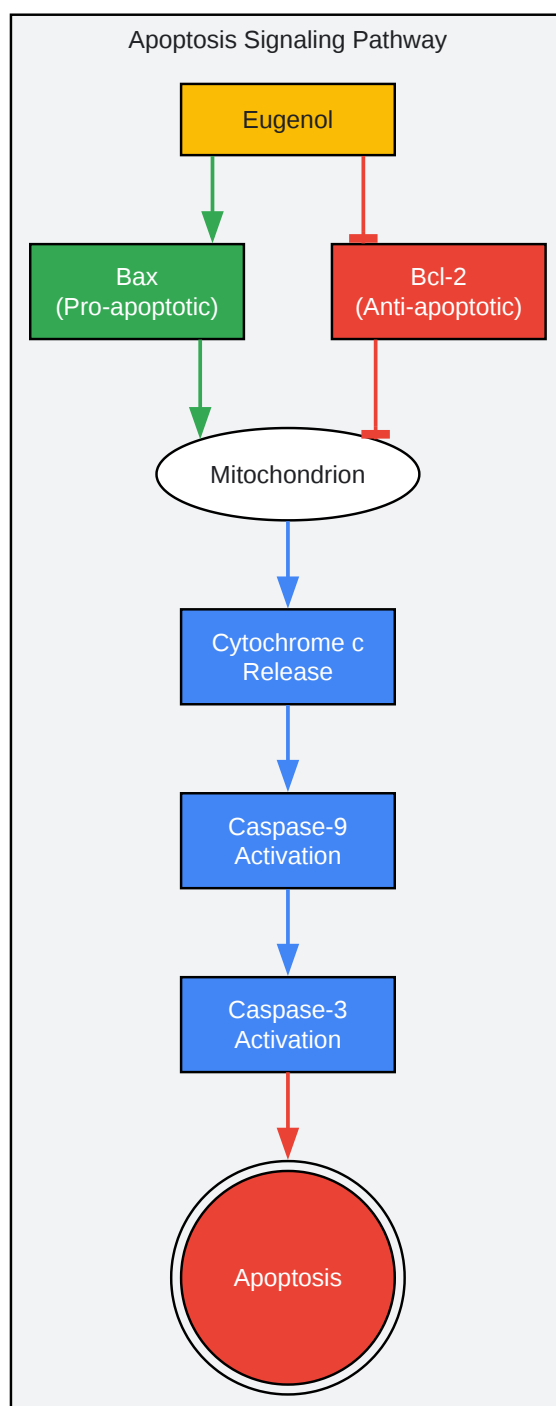 Apoptosis Signaling Pathway
Eugenol
Bax
(Pro-apoptotic)
Bcl-2
(Anti-apoptotic)
Mitochondrion
Cytochrome c
Release
Caspase-9
Activation
Caspase-3
Activation
Apoptosis